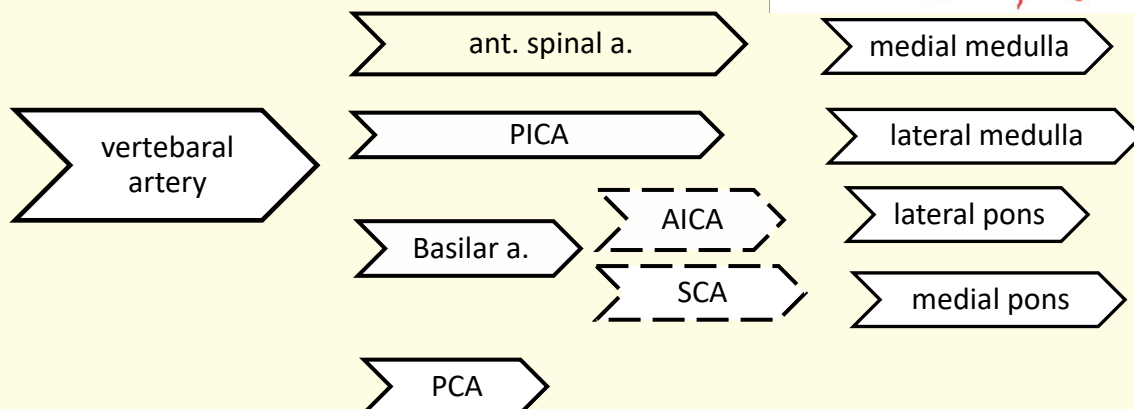 ant. spinal a.
medial medulla
vertebaral
artery
PICA
lateral medulla
AICA
lateral pons
Basilar a.
SCA
medial pons
PCA